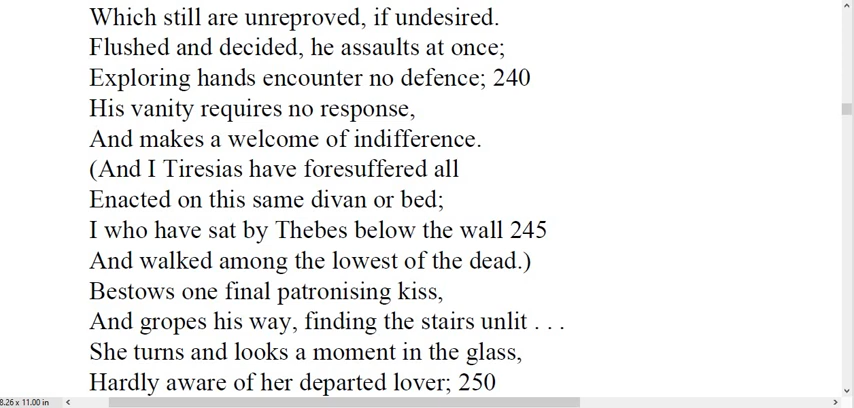 Which still are unreproved, if undesired.
Flushed and decided, he assaults at once;
Exploring hands encounter no defence; 240
His vanity requires no response,
And makes a welcome of indifference.
(And I Tiresias have foresuffered all
Enacted on this same divan or bed;
I who have sat by Thebes below the wall 245
And walked among the lowest of the dead.)
Bestows one final patronising kiss,
And gropes his way, finding the stairs unlit . . .
She turns and looks a moment in the glass,
Hardly aware of her departed lover; 250
8.26 x 11.00 in